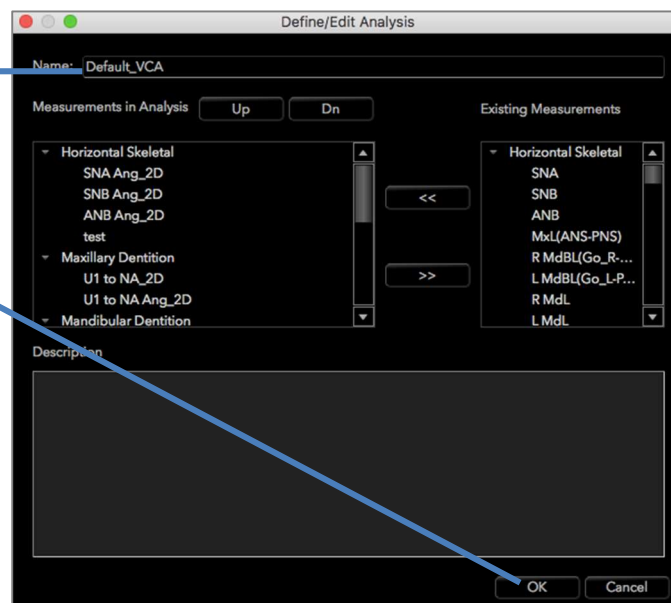 Define/Edit Analysis
Name: Default_VCA
Measurements in Analysis Up Dn Existing Measurements
Horizontal Skeletal
SNA Ang_2D
SNB Ang_2D
ANB Ang_2D
test
Maxillary Dentition
U1 to NA_2D
U1 to NA Ang_2D
Mandibular Dentition
<<
>>
Horizontal Skeletal
SNA
SNB
ANB
MxL(ANS-PNS)
R MdBL(Go_R-...
L MdBL(Go_L-P...
R MdL
L MdL
Description
OK Cancel